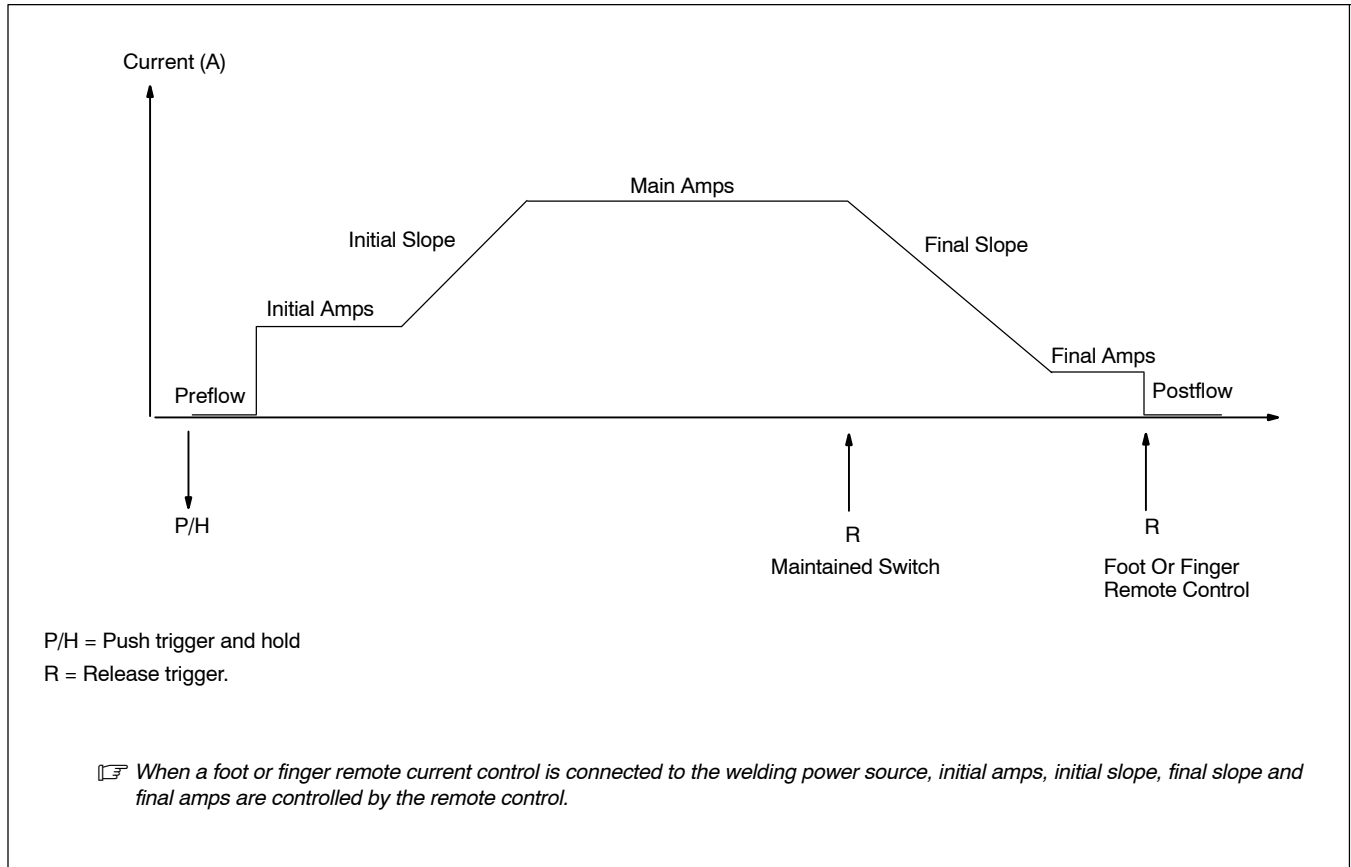 Current (A)
Main Amps
Initial Slope
Final Slope
Initial Amps
Final Amps
Preflow
Postflow
P/H
R
Maintained Switch
R
Foot Or Finger
Remote Control
P/H = Push trigger and hold
R = Release trigger.
When a foot or finger remote current control is connected to the welding power source, initial amps, initial slope, final slope and
final amps are controlled by the remote control.